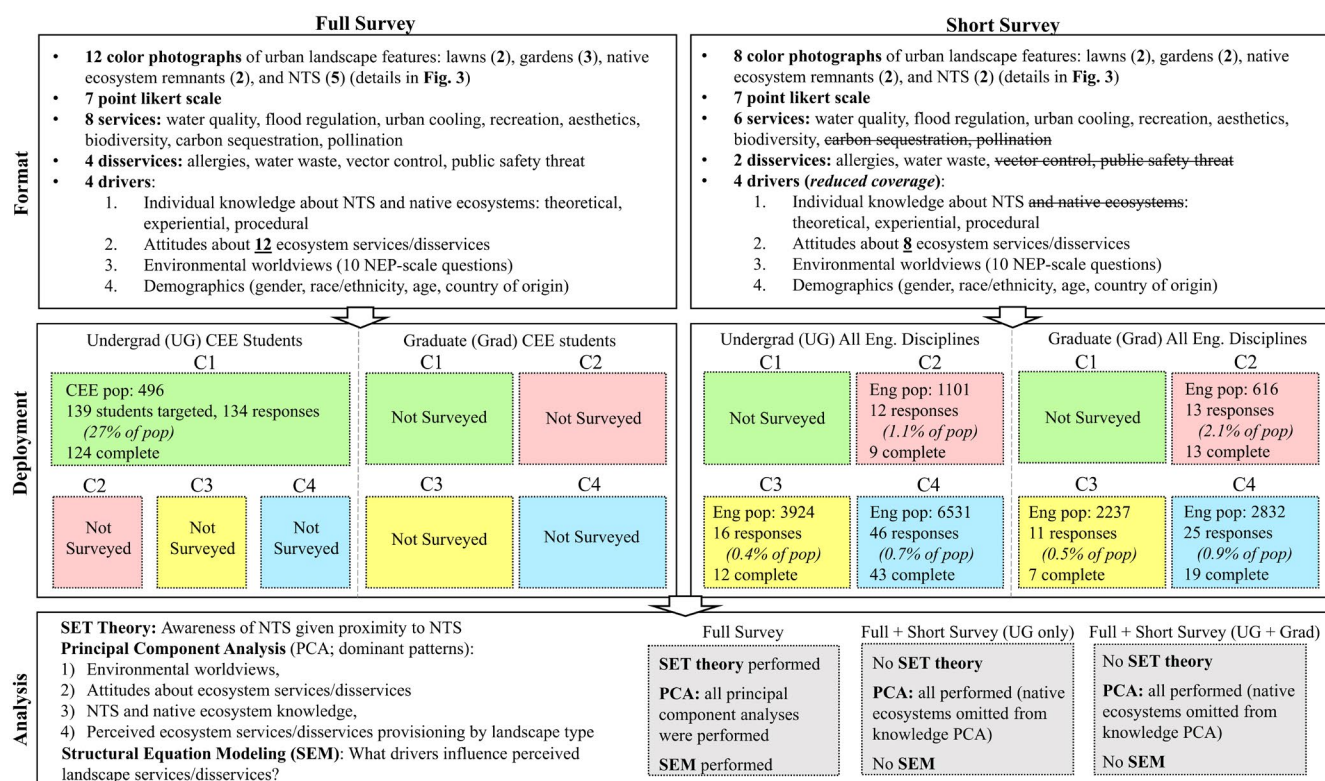 Full Survey
Short Survey
Format
• 12 color photographs of urban landscape features: lawns (2), gardens (3), native
ecosystem remnants (2), and NTS (5) (details in Fig. 3)
• 7 point likert scale
• 8 services: water quality, flood regulation, urban cooling, recreation, aesthetics,
biodiversity, carbon sequestration, pollination
• 4 disservices: allergies, water waste, vector control, public safety threat
• 4 drivers:
1. Individual knowledge about NTS and native ecosystems: theoretical,
experiential, procedural
2. Attitudes about 12 ecosystem services/disservices
3. Environmental worldviews (10 NEP-scale questions)
4. Demographics (gender, race/ethnicity, age, country of origin)
• 8 color photographs of urban landscape features: lawns (2), gardens (2), native
ecosystem remnants (2), and NTS (2) (details in Fig. 3)
• 7 point likert scale
• 6 services: water quality, flood regulation, urban cooling, recreation, aesthetics,
biodiversity, carbon sequestration, pollination
• 2 disservices: allergies, water waste, vector control, public safety threat
• 4 drivers (reduced coverage):
1. Individual knowledge about NTS and native ecosystems:
theoretical, experiential, procedural
2. Attitudes about 8 ecosystem services/disservices
3. Environmental worldviews (10 NEP-scale questions)
4. Demographics (gender, race/ethnicity, age, country of origin)
Deployment
Undergrad (UG) CEE Students
C1
CEE pop: 496
139 students targeted, 134 responses
(27% of pop)
124 complete
C2
Not
Surveyed
C3
Not
Surveyed
C4
Not
Surveyed
Graduate (Grad) CEE students
C1
Not Surveyed
C2
Not Surveyed
C3
Not Surveyed
C4
Not Surveyed
Undergrad (UG) All Eng. Disciplines
C1
Not Surveyed
C2
Eng pop: 1101
12 responses
(1.1% of pop)
9 complete
C3
Eng pop: 3924
16 responses
(0.4% of pop)
12 complete
C4
Eng pop: 6531
46 responses
(0.7% of pop)
43 complete
Graduate (Grad) All Eng. Disciplines
C1
Not Surveyed
C2
Eng pop: 616
13 responses
(2.1% of pop)
13 complete
C3
Eng pop: 2237
11 responses
(0.5% of pop)
7 complete
C4
Eng pop: 2832
25 responses
(0.9% of pop)
19 complete
Analysis
SET Theory: Awareness of NTS given proximity to NTS
Principal Component Analysis (PCA; dominant patterns):
1) Environmental worldviews,
2) Attitudes about ecosystem services/disservices
3) NTS and native ecosystem knowledge,
4) Perceived ecosystem services/disservices provisioning by landscape type
Structural Equation Modeling (SEM): What drivers influence perceived
landscape services/disservices?
Full Survey
SET theory performed
PCA: all principal
component analyses
were performed
SEM performed
Full + Short Survey (UG only)
No SET theory
PCA: all performed (native
ecosystems omitted from
knowledge PCA)
No SEM
Full + Short Survey (UG + Grad)
No SET theory
PCA: all performed (native
ecosystems omitted from
knowledge PCA)
No SEM